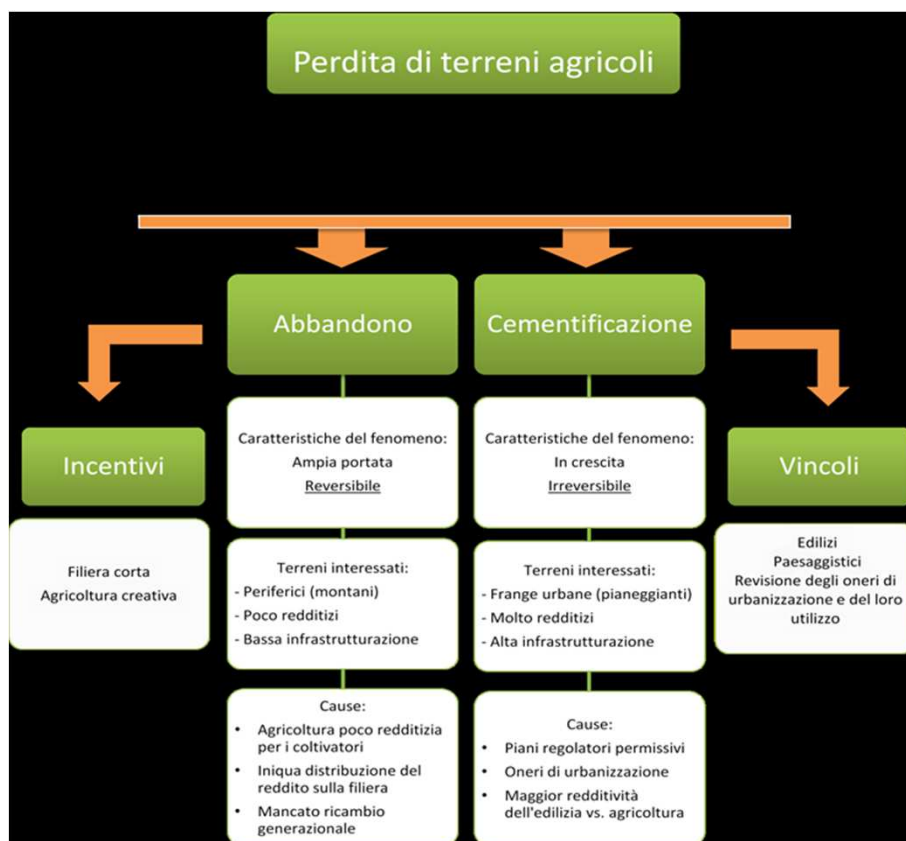 Perdita di terreni agricoli
Abbandono
Cementificazione
Incentivi
Filiera corta
Agricoltura creativa
Caratteristiche del fenomeno:
Ampia portata
Reversibile
Terreni interessati:
- Periferici (montani)
- Poco redditizi
- Bassa infrastrutturazione
Cause:
• Agricoltura poco redditizia
per i coltivatori
• Iniqua distribuzione del
reddito sulla filiera
• Mancato ricambio
generazionale
Caratteristiche del fenomeno:
In crescita
Irreversibile
Terreni interessati:
- Frange urbane (pianeggianti)
- Molto redditizi
- Alta infrastrutturazione
Cause:
• Piani regolatori permissivi
• Oneri di urbanizzazione
• Maggior redditività
dell'edilizia vs. agricoltura
Vincoli
Edilizi
Paesaggistici
Revisione degli oneri di
urbanizzazione e del loro
utilizzo